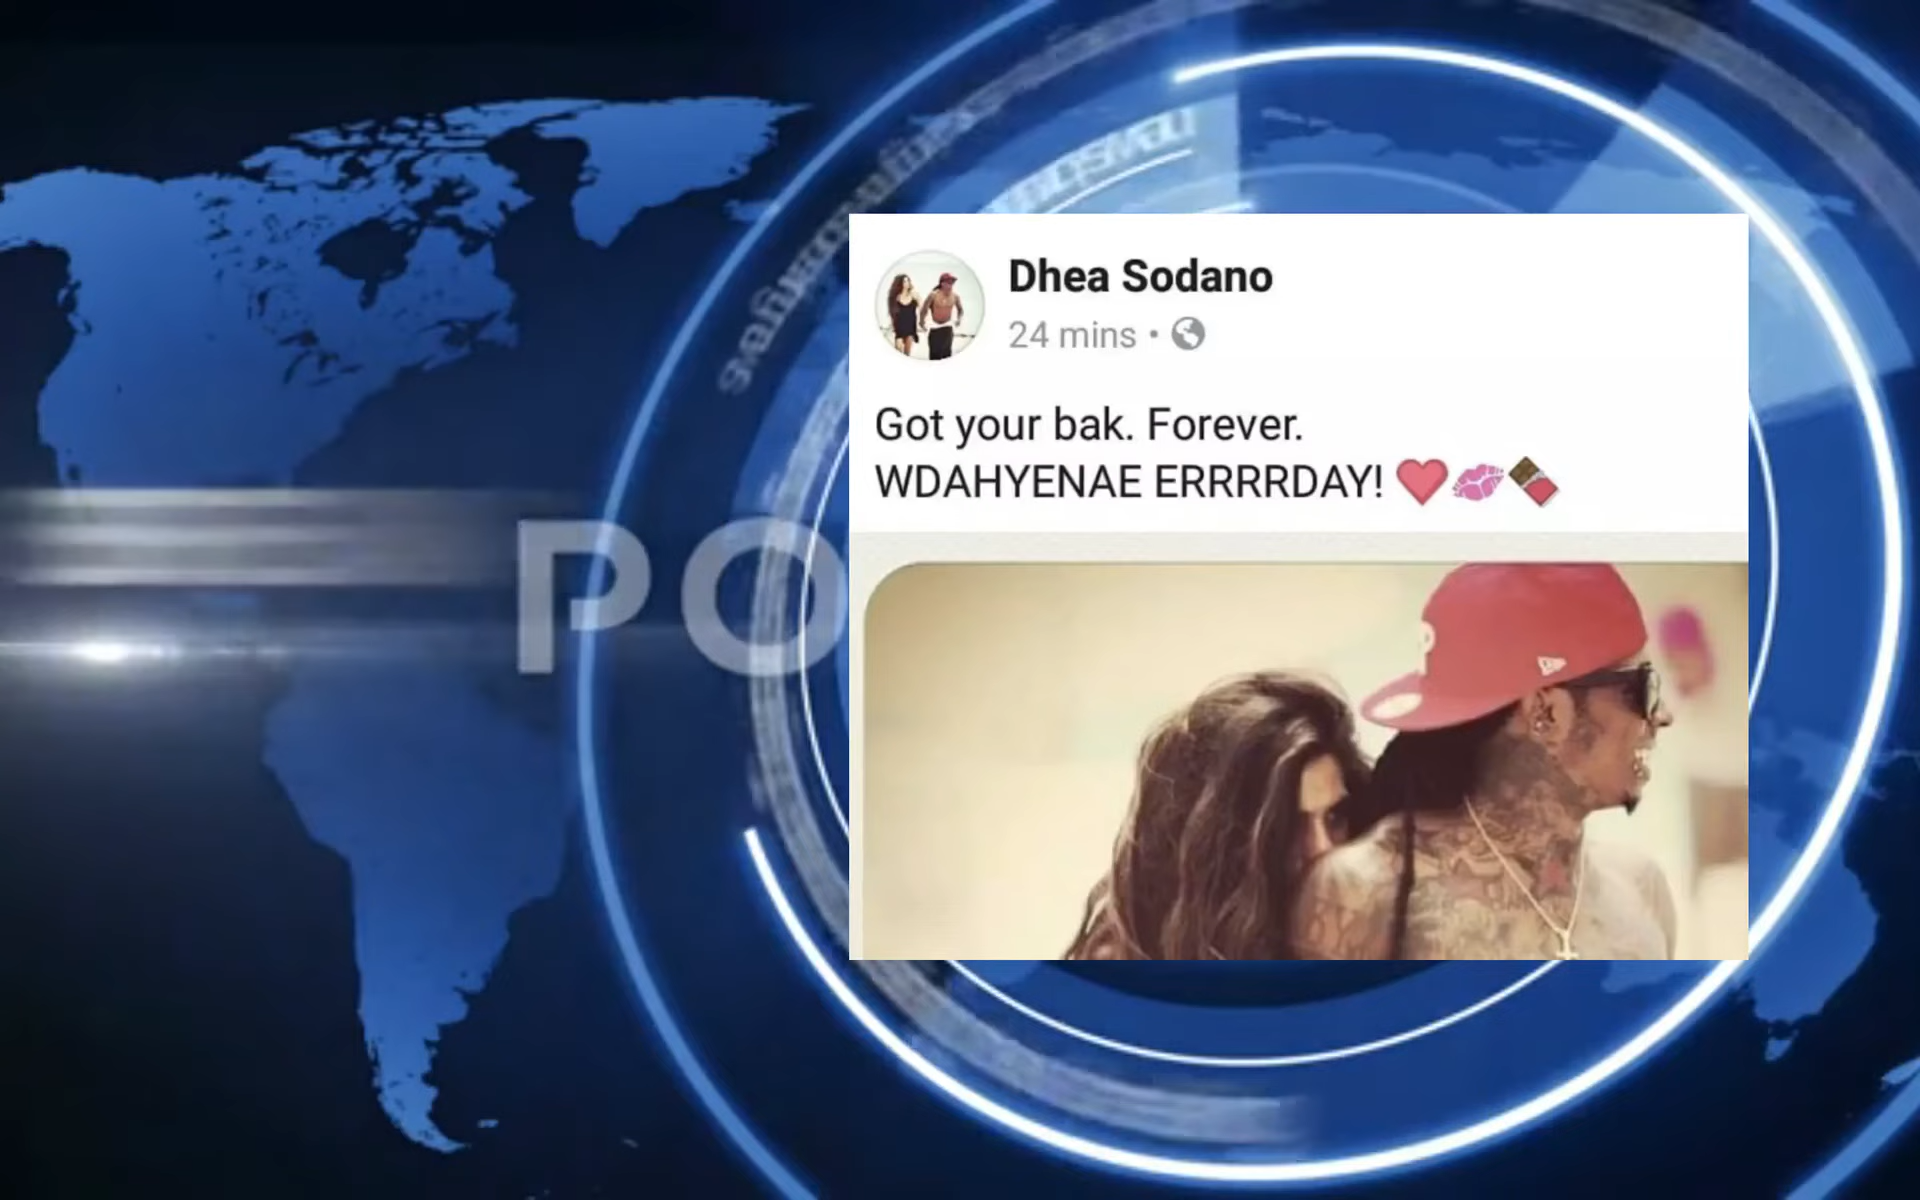 Dhea Sodano
24 mins •
Got your bak. Forever.
WDAHYENAE ERRRRDAY! ❤️💋🍫
PO
P